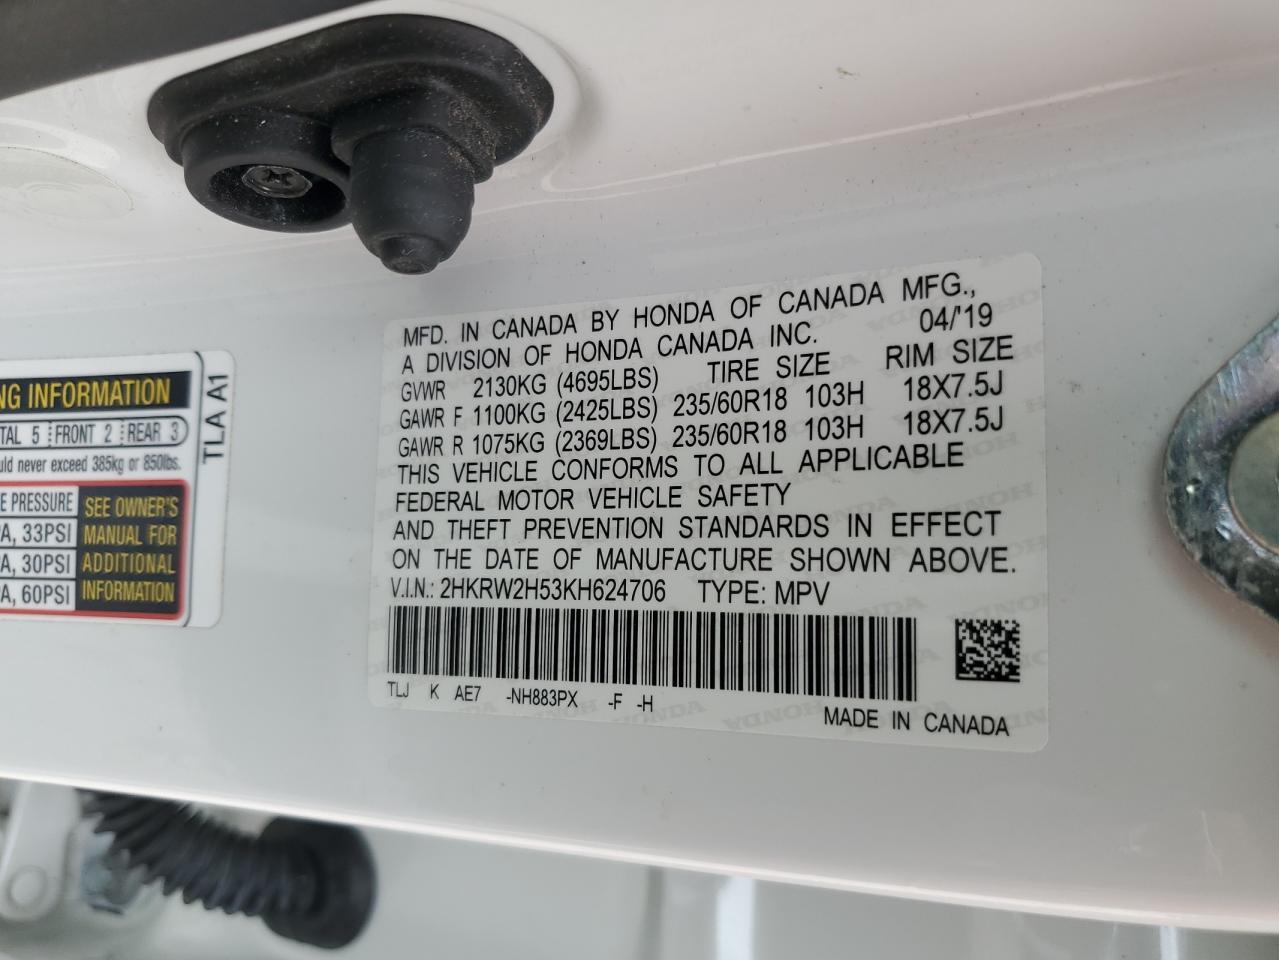 MFD. IN CANADA BY HONDA OF CANADA MFG.,
A DIVISION OF HONDA CANADA INC. 04/'19
GVWR 2130KG (4695LBS) TIRE SIZE RIM SIZE
GAWR F 1100KG (2425LBS) 235/60R18 103H 18X7.5J
GAWR R 1075KG (2369LBS) 235/60R18 103H 18X7.5J
THIS VEHICLE CONFORMS TO ALL APPLICABLE
FEDERAL MOTOR VEHICLE SAFETY
AND THEFT PREVENTION STANDARDS IN EFFECT
ON THE DATE OF MANUFACTURE SHOWN ABOVE.
V.I.N.: 2HKRW2H53KH624706 TYPE: MPV
TLJ K AE7 -NH883PX -F -H
MADE IN CANADA
INFORMATION
TLA A1
5 FRONT 2 REAR 3
never exceed 385kg or 850lbs.
PRESSURE
33PSI
30PSI
60PSI
SEE OWNER'S
MANUAL FOR
ADDITIONAL
INFORMATION